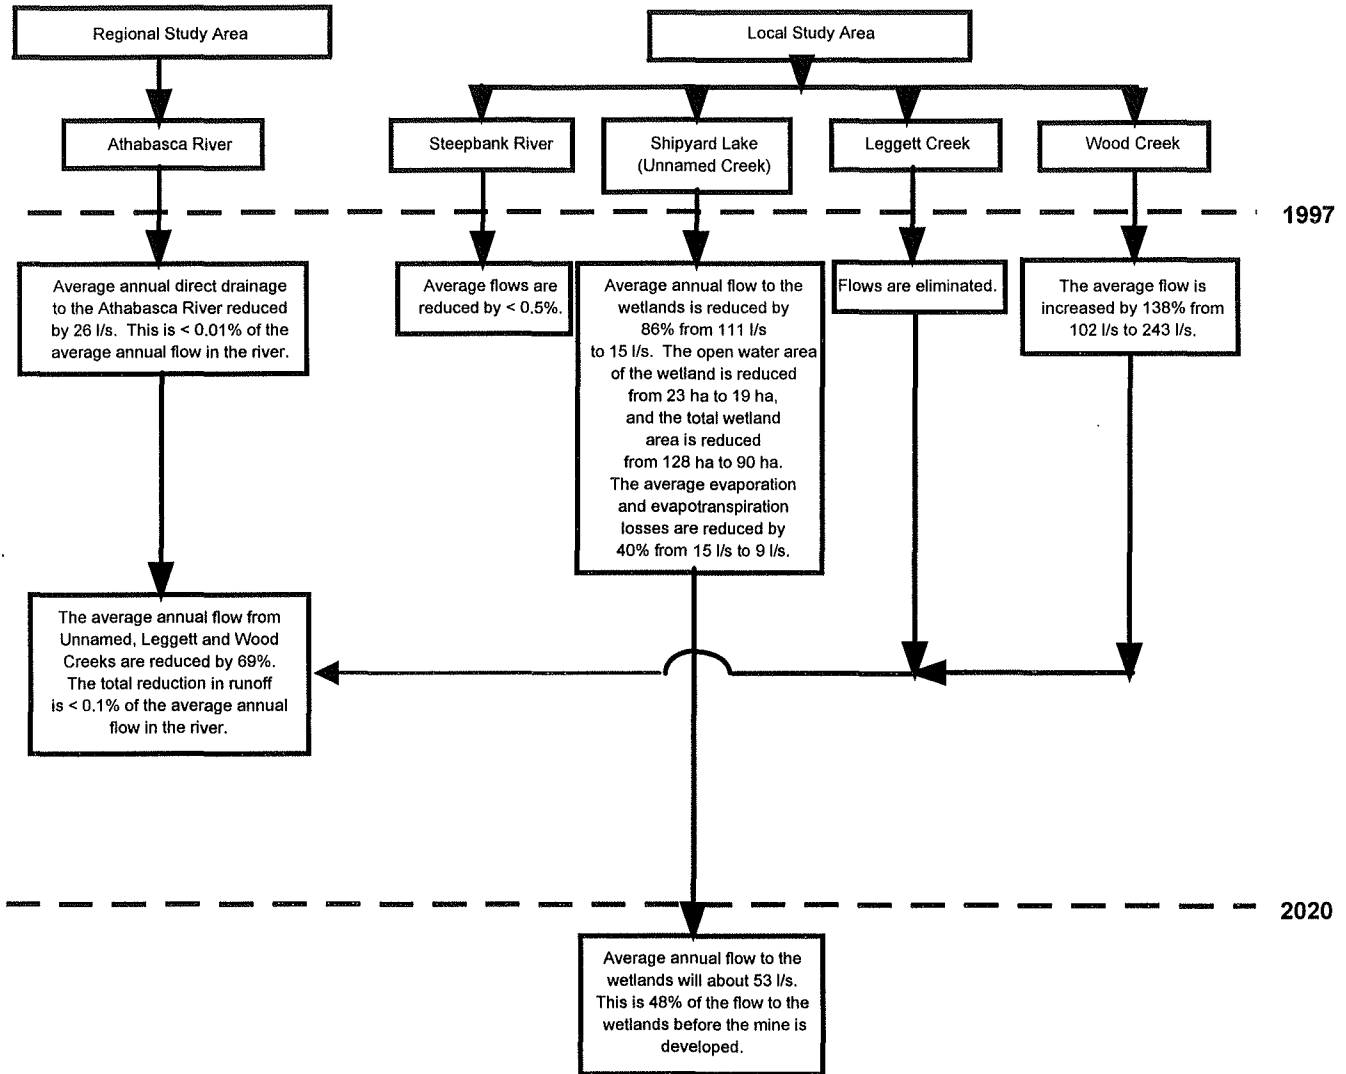 Regional Study Area
Local Study Area
Athabasca River
Steepbank River
Shipyard Lake
(Unnamed Creek)
Leggett Creek
Wood Creek
1997
Average annual direct drainage
to the Athabasca River reduced
by 26 l/s. This is < 0.01% of the
average annual flow in the river.
Average flows are
reduced by < 0.5%.
Average annual flow to the
wetlands is reduced by
86% from 111 l/s
to 15 l/s. The open water area
of the wetland is reduced
from 23 ha to 19 ha,
and the total wetland
area is reduced
from 128 ha to 90 ha.
The average evaporation
and evapotranspiration
losses are reduced by
40% from 15 l/s to 9 l/s.
Flows are eliminated.
The average flow is
increased by 138% from
102 l/s to 243 l/s.
The average annual flow from
Unnamed, Leggett and Wood
Creeks are reduced by 69%.
The total reduction in runoff
is < 0.1% of the average annual
flow in the river.
2020
Average annual flow to the
wetlands will about 53 l/s.
This is 48% of the flow to the
wetlands before the mine is
developed.